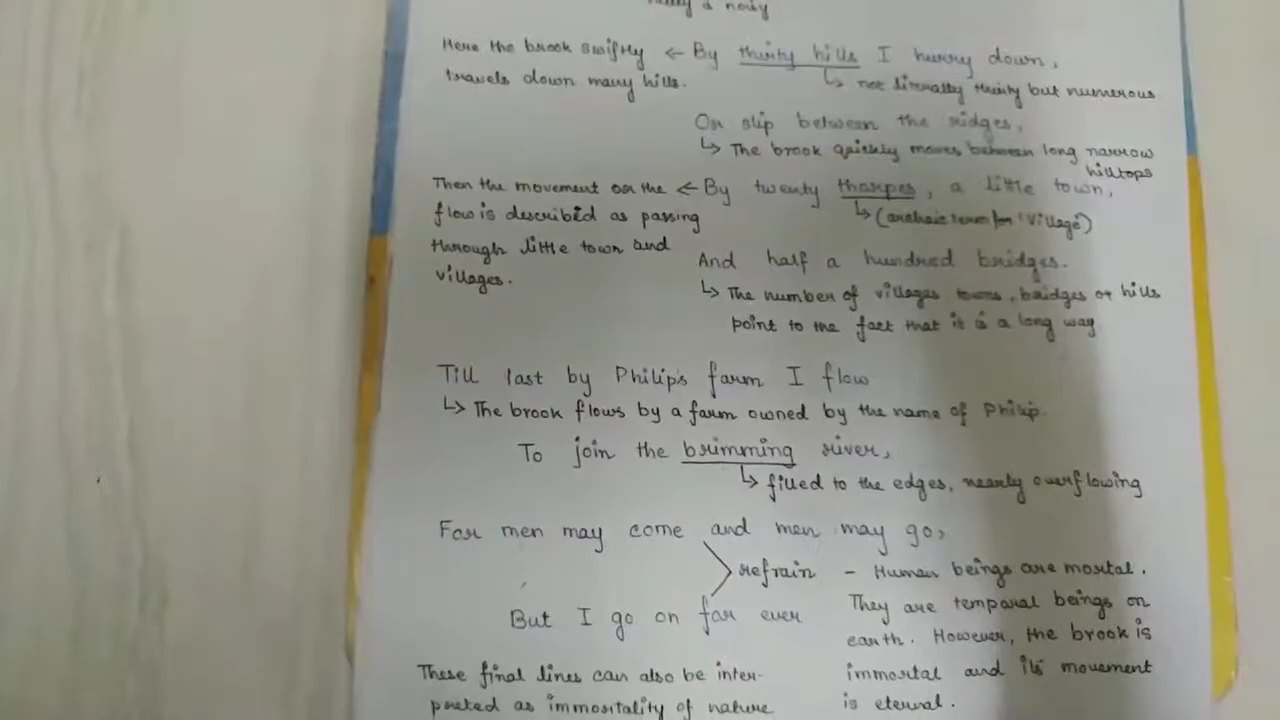 & noisy
Here the brook swiftly ← By thirty hills I hurry down,
travels down many hills. ↳ not literally thirty but numerous
Or slip between the ridges,
↳ The brook quickly moves between long narrow
hilltops
Then the movement or the ← By twenty thorpes, a little town,
flow is described as passing ↳ (archaic term for 'village')
through little town and
villages. And half a hundred bridges.
↳ The number of villages towns, bridges or hills
point to the fact that it is a long way
Till last by Philip's farm I flow
↳ The brook flows by a farm owned by the name of Philip.
To join the brimming river,
↳ filled to the edges, nearly overflowing
For men may come and men may go,
refrain - Human beings are mortal.
But I go on for ever They are temporal beings on
earth. However, the brook is
These final lines can also be inter- immortal and its movement
preted as immortality of nature is eternal.